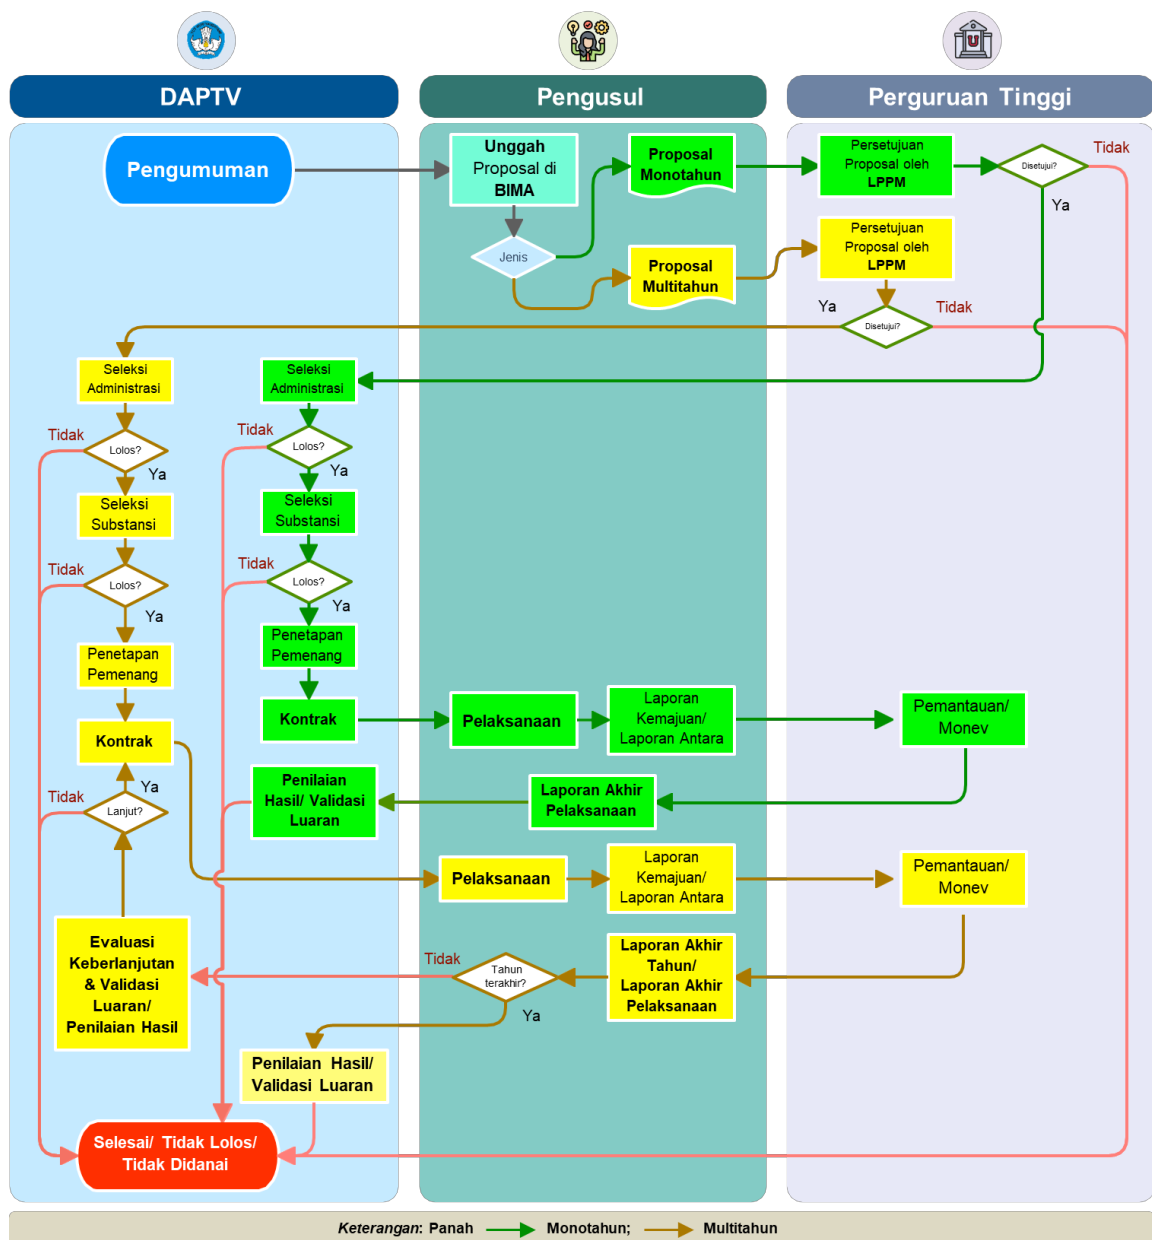 DAPTV
Pengusul
Perguruan Tinggi
Pengumuman
Unggah
Proposal di
BIMA
Jenis
Proposal
Monotahun
Proposal
Multitahun
Persetujuan
Proposal oleh
LPPM
Disetujui?
Tidak
Ya
Persetujuan
Proposal oleh
LPPM
Ya
Disetujui?
Tidak
Seleksi
Administrasi
Tidak
Lolos?
Ya
Seleksi
Substansi
Tidak
Lolos?
Ya
Penetapan
Pemenang
Kontrak
Ya
Tidak
Lanjut?
Seleksi
Administrasi
Tidak
Lolos?
Ya
Seleksi
Substansi
Tidak
Lolos?
Ya
Penetapan
Pemenang
Kontrak
Pelaksanaan
Laporan
Kemajuan/
Laporan Antara
Pemantauan/
Monev
Penilaian
Hasil/ Validasi
Luaran
Laporan Akhir
Pelaksanaan
Pelaksanaan
Laporan
Kemajuan/
Laporan Antara
Pemantauan/
Monev
Evaluasi
Keberlanjutan
& Validasi
Luaran/
Penilaian Hasil
Tidak
Tahun
terakhir?
Ya
Laporan Akhir
Tahun/
Laporan Akhir
Pelaksanaan
Penilaian Hasil/
Validasi Luaran
Selesai/ Tidak Lolos/
Tidak Didanai
Keterangan: Panah Monotahun; Multitahun